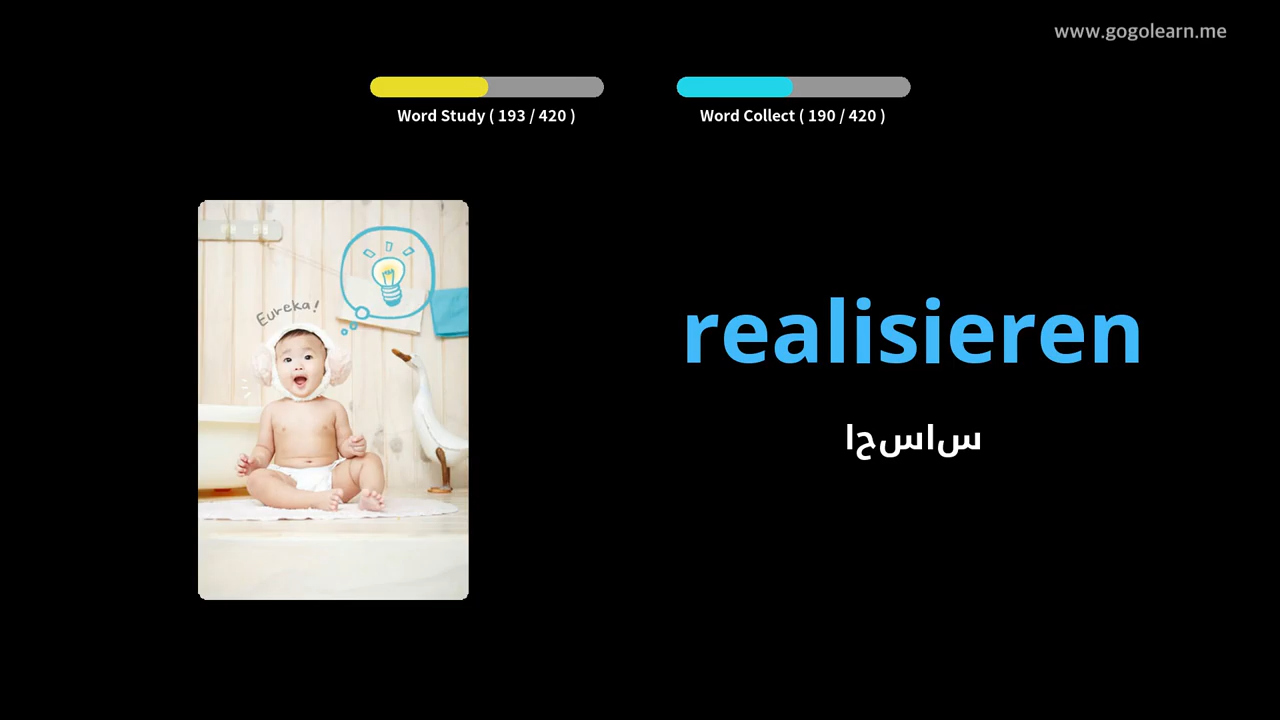 www.gogolearn.me
Word Study ( 193 / 420 )
Word Collect ( 190 / 420 )
Eureka!
realisieren
ساسحا